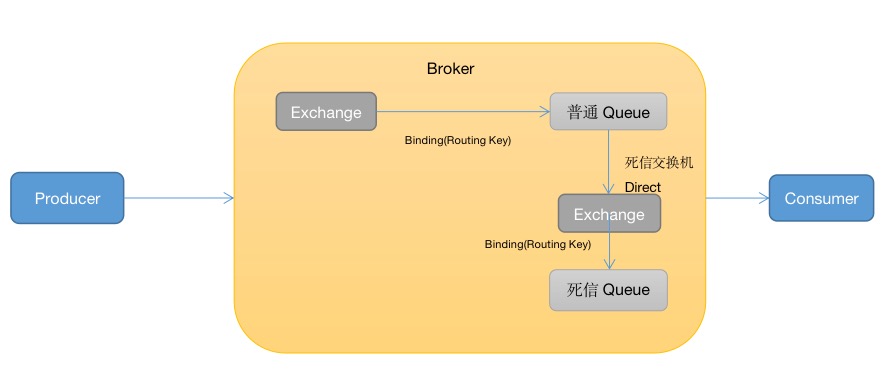 Broker
Exchange
普通 Queue
Binding(Routing Key)
死信交换机
Direct
Producer
Exchange
Consumer
Binding(Routing Key)
死信 Queue